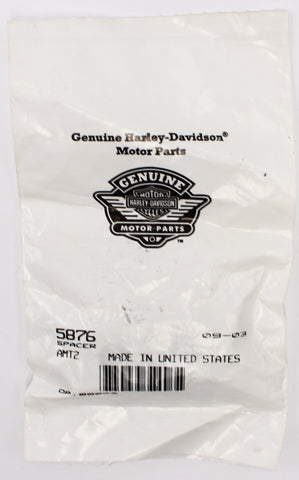 Genuine Harley-Davidson®
Motor Parts
GENUINE
MOTOR
HARLEY-DAVIDSON
CYCLES
MOTOR PARTS
™
5876 09-03
SPACER
AMT2 MADE IN UNITED STATES